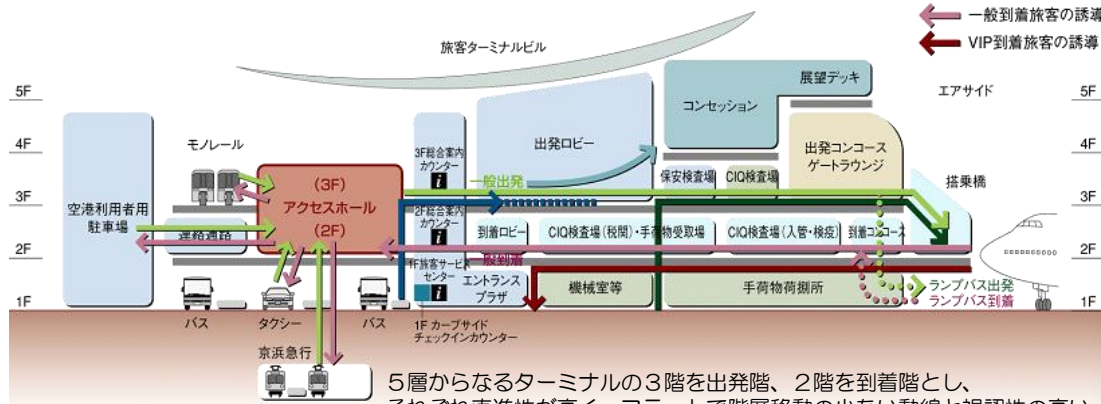 一般到着旅客の誘導
VIP到着旅客の誘導
旅客ターミナルビル
展望デッキ
エアサイド
コンセッション
5F
5F
4F
4F
3F
3F
2F
2F
1F
1F
モノレール
3F総合案内
カウンター
出発ロビー
出発コンコース
ゲートラウンジ
(3F)
アクセスホール
(2F)
一般出発
保安検査場
CIQ検査場
搭乗橋
空港利用者用
駐車場
連絡通路
2F総合案内
カウンター
到着ロビー
CIQ検査場(税関)・手荷物受取場
CIQ検査場(入管・検疫)
到着コンコース
一般到着
1F旅客サービス
センター
エントランス
プラザ
機械室等
手荷物荷捌所
ランプバス出発
ランプバス到着
バス
タクシー
バス
1F カーブサイド
チェックインカウンター
京浜急行
5層からなるターミナルの3階を出発階、2階を到着階とし、